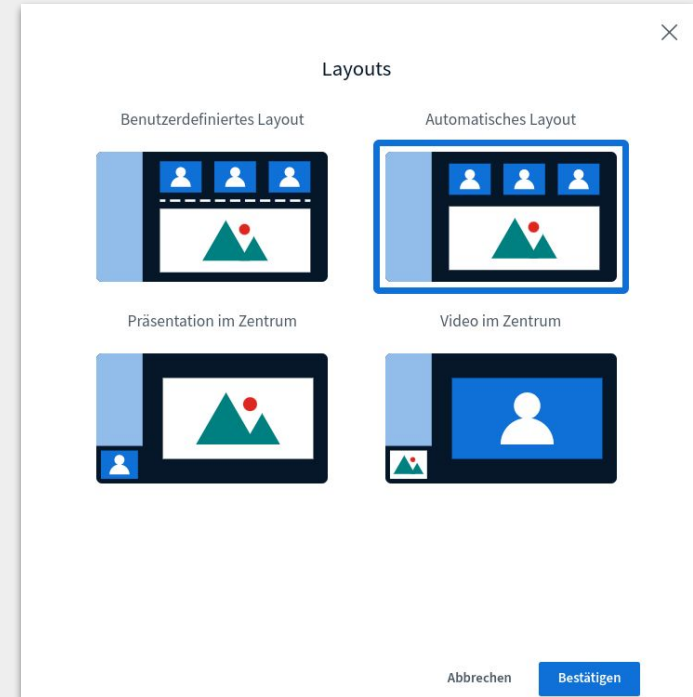 Layouts
Benutzerdefiniertes Layout
Automatisches Layout
Präsentation im Zentrum
Video im Zentrum
Abbrechen
Bestätigen